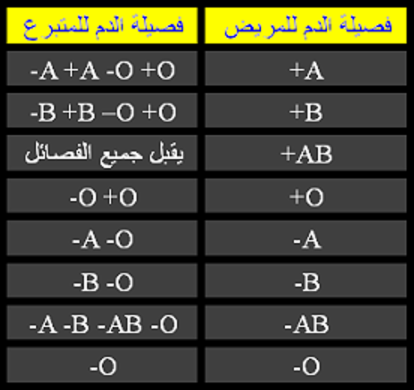 فصيلة الدم للمريض فصيلة الدم للمتبرع
+A -A +A -O +O
+B -B +B –O +O
+AB يقبل جميع الفصائل
+O -O +O
-A -A -O
-B -B -O
-AB -A -B -AB -O
-O -O